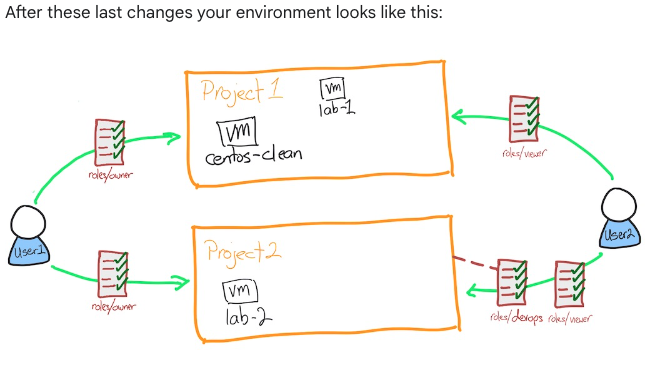 After these last changes your environment looks like this:
Project 1
vm
lab-1
vm
centos-clean
roles/owner
roles/viewer
User1
User2
Project 2
vm
lab-2
roles/owner
roles/devops
roles/viewer